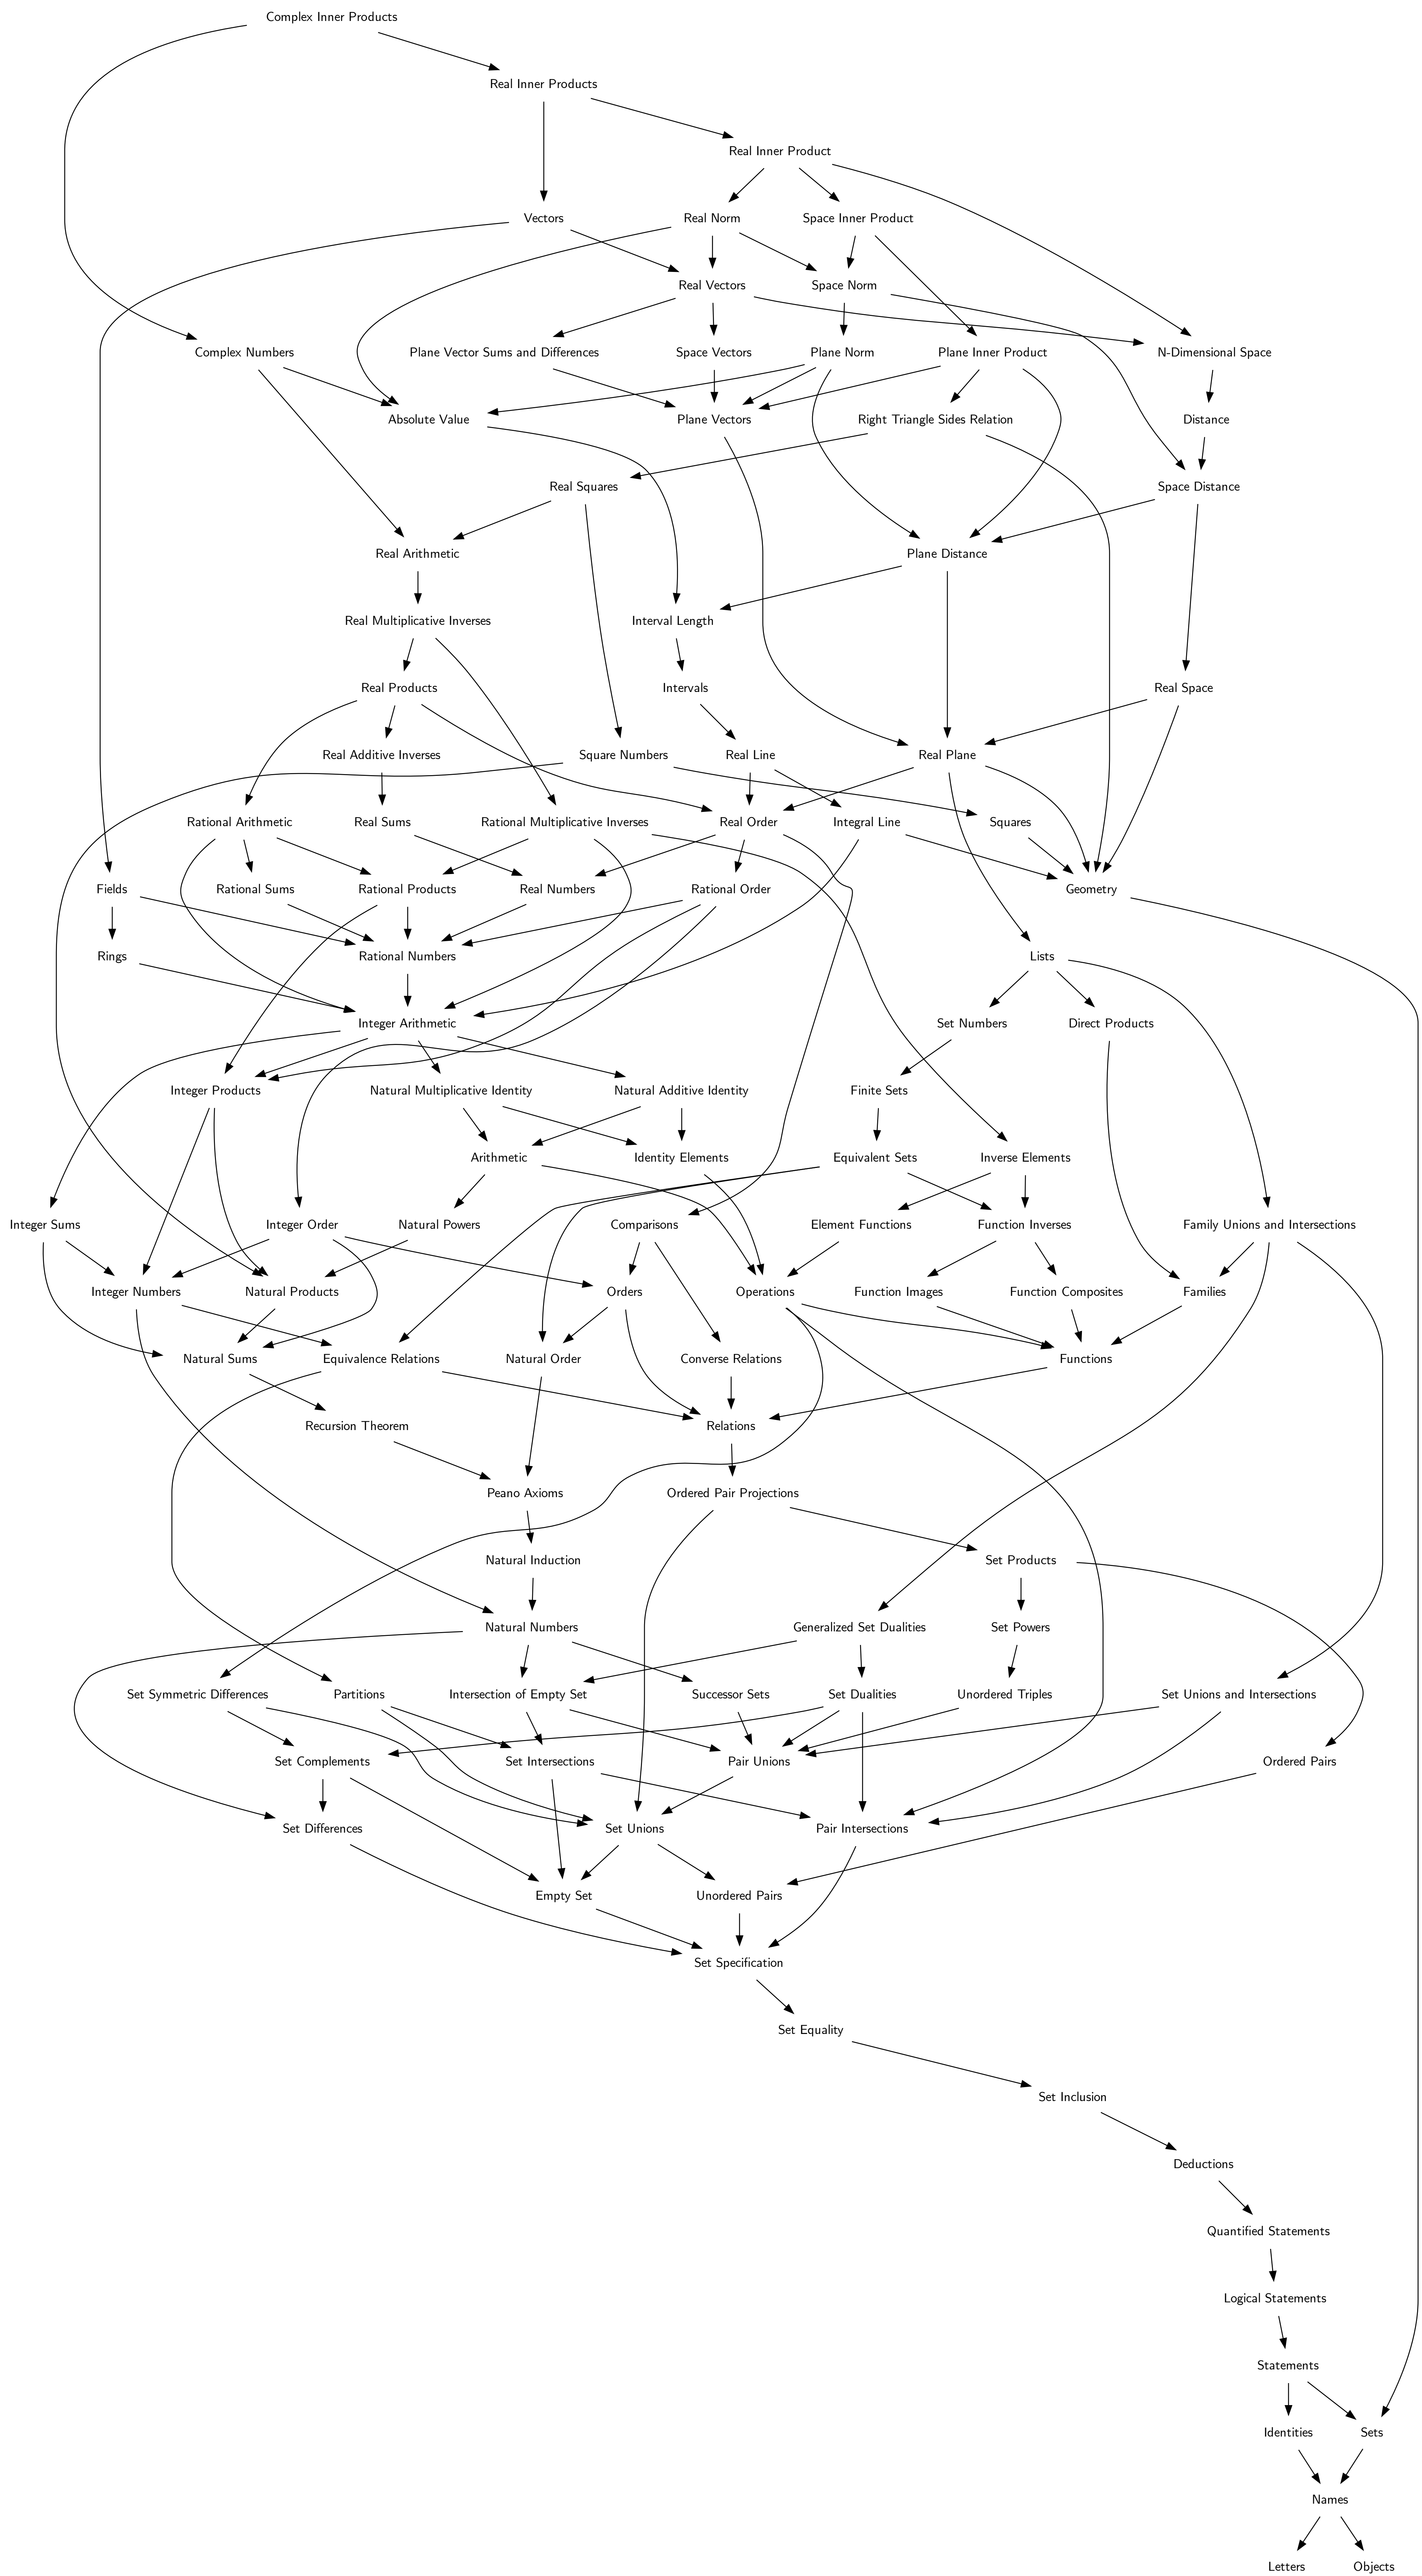 Complex Inner Products
Real Inner Products
Real Inner Product
Vectors
Real Norm
Space Inner Product
Real Vectors
Space Norm
Complex Numbers
Plane Vector Sums and Differences
Space Vectors
Plane Norm
Plane Inner Product
N-Dimensional Space
Absolute Value
Plane Vectors
Right Triangle Sides Relation
Distance
Real Squares
Space Distance
Real Arithmetic
Plane Distance
Real Multiplicative Inverses
Interval Length
Real Products
Intervals
Real Space
Real Additive Inverses
Square Numbers
Real Line
Real Plane
Rational Arithmetic
Real Sums
Rational Multiplicative Inverses
Real Order
Integral Line
Squares
Fields
Rational Sums
Rational Products
Real Numbers
Rational Order
Geometry
Rings
Rational Numbers
Lists
Integer Arithmetic
Set Numbers
Direct Products
Integer Products
Natural Multiplicative Identity
Natural Additive Identity
Finite Sets
Arithmetic
Identity Elements
Equivalent Sets
Inverse Elements
Integer Sums
Integer Order
Natural Powers
Comparisons
Element Functions
Function Inverses
Family Unions and Intersections
Integer Numbers
Natural Products
Orders
Operations
Function Images
Function Composites
Families
Natural Sums
Equivalence Relations
Natural Order
Converse Relations
Functions
Recursion Theorem
Relations
Peano Axioms
Ordered Pair Projections
Natural Induction
Set Products
Natural Numbers
Generalized Set Dualities
Set Powers
Set Symmetric Differences
Partitions
Intersection of Empty Set
Successor Sets
Set Dualities
Unordered Triples
Set Unions and Intersections
Set Complements
Set Intersections
Pair Unions
Ordered Pairs
Set Differences
Set Unions
Pair Intersections
Empty Set
Unordered Pairs
Set Specification
Set Equality
Set Inclusion
Deductions
Quantified Statements
Logical Statements
Statements
Identities
Sets
Names
Letters
Objects